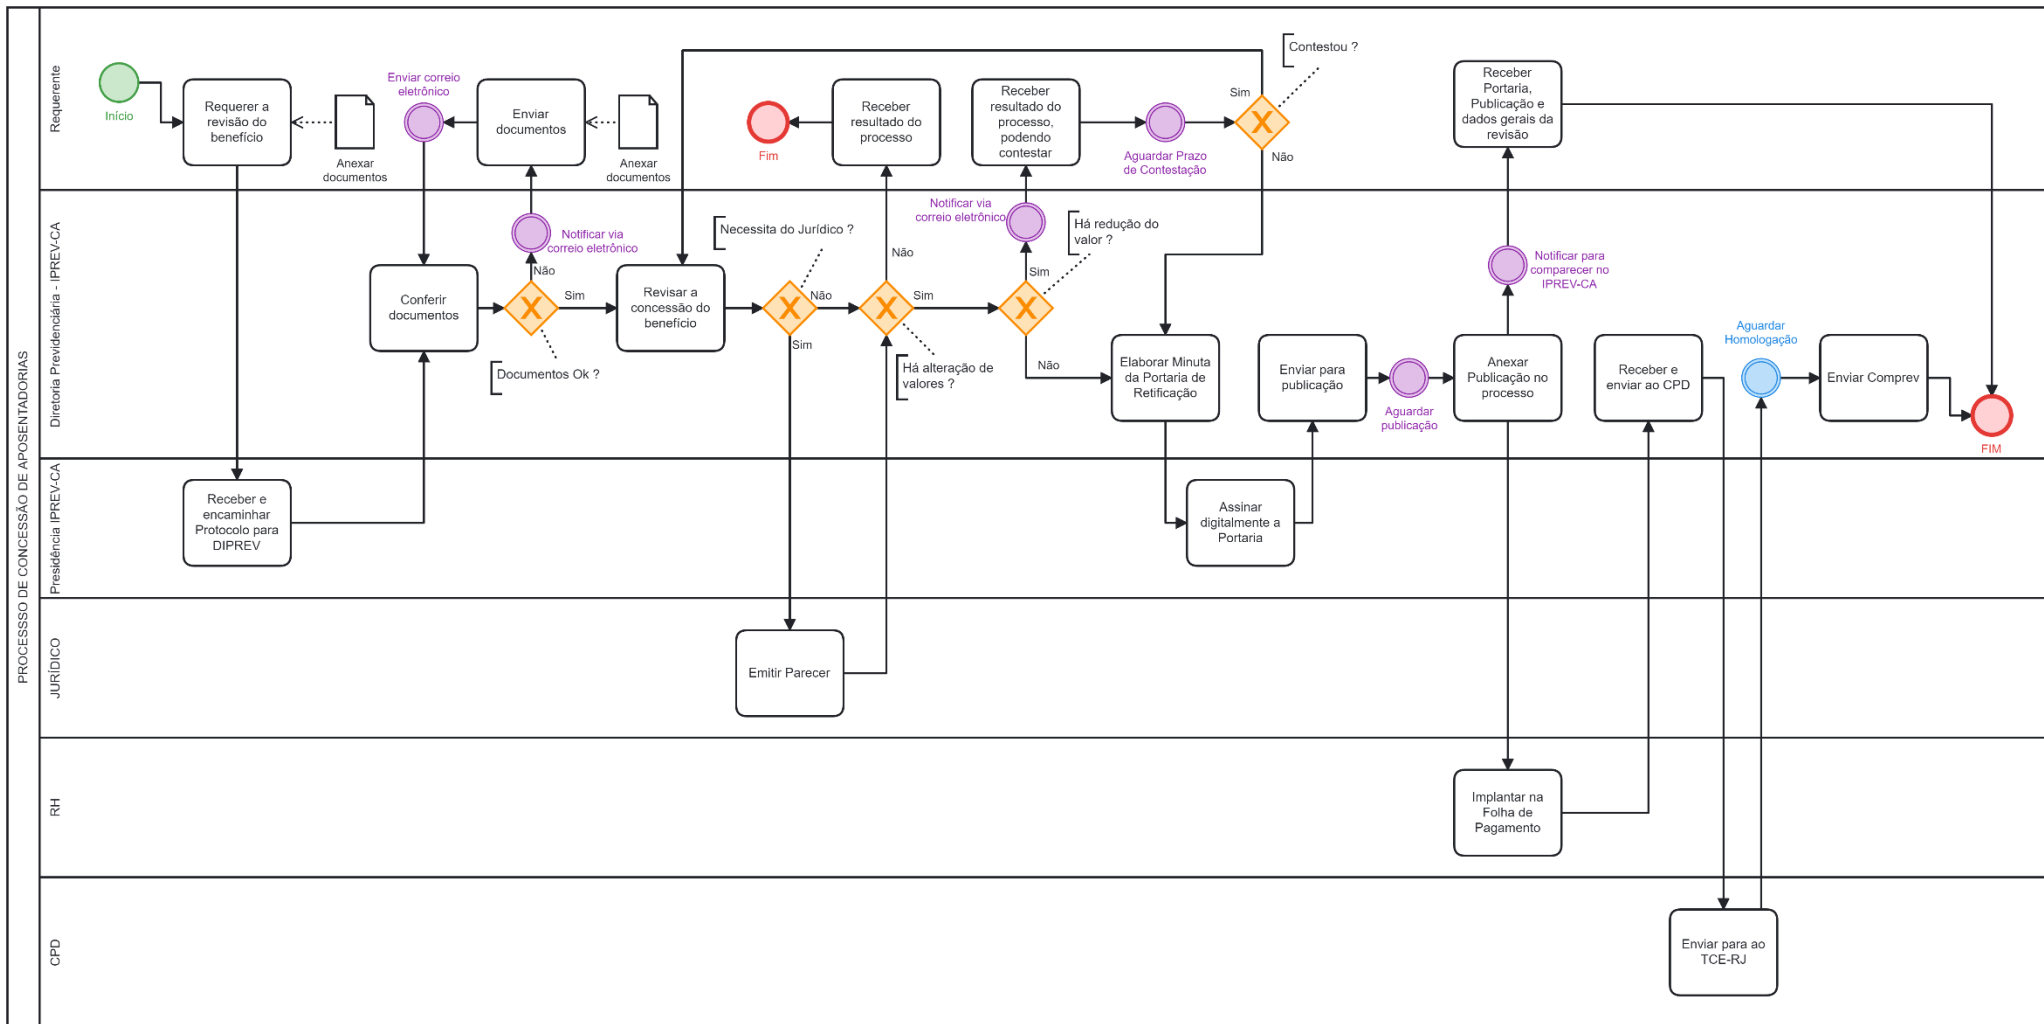 PROCESSSO DE CONCESSÃO DE APOSENTADORIAS
Requerente
Início
Requerer a
revisão do
benefício
Anexar
documentos
Enviar correio
eletrônico
Enviar
documentos
Anexar
documentos
Fim
Receber
resultado do
processo
Receber
resultado do
processo,
podendo
contestar
Aguardar Prazo
de Contestação
Contestou ?
Sim
Não
Receber
Portaria,
Publicação e
dados gerais da
revisão
Diretoria Previdenciária - IPREV-CA
Conferir
documentos
Notificar via
correio eletrônico
Não
Sim
Documentos Ok ?
Revisar a
concessão do
benefício
Necessita do Jurídico ?
Não
Sim
Não
Sim
Há alteração de
valores ?
Notificar via
correio eletrônico
Há redução do
valor ?
Sim
Não
Elaborar Minuta
da Portaria de
Retificação
Enviar para
publicação
Aguardar
publicação
Notificar para
comparecer no
IPREV-CA
Anexar
Publicação no
processo
Receber e
enviar ao CPD
Aguardar
Homologação
Enviar Comprev
FIM
Presidência IPREV-CA
Receber e
encaminhar
Protocolo para
DIPREV
Assinar
digitalmente a
Portaria
JURÍDICO
Emitir Parecer
RH
Implantar na
Folha de
Pagamento
CPD
Enviar para ao
TCE-RJ